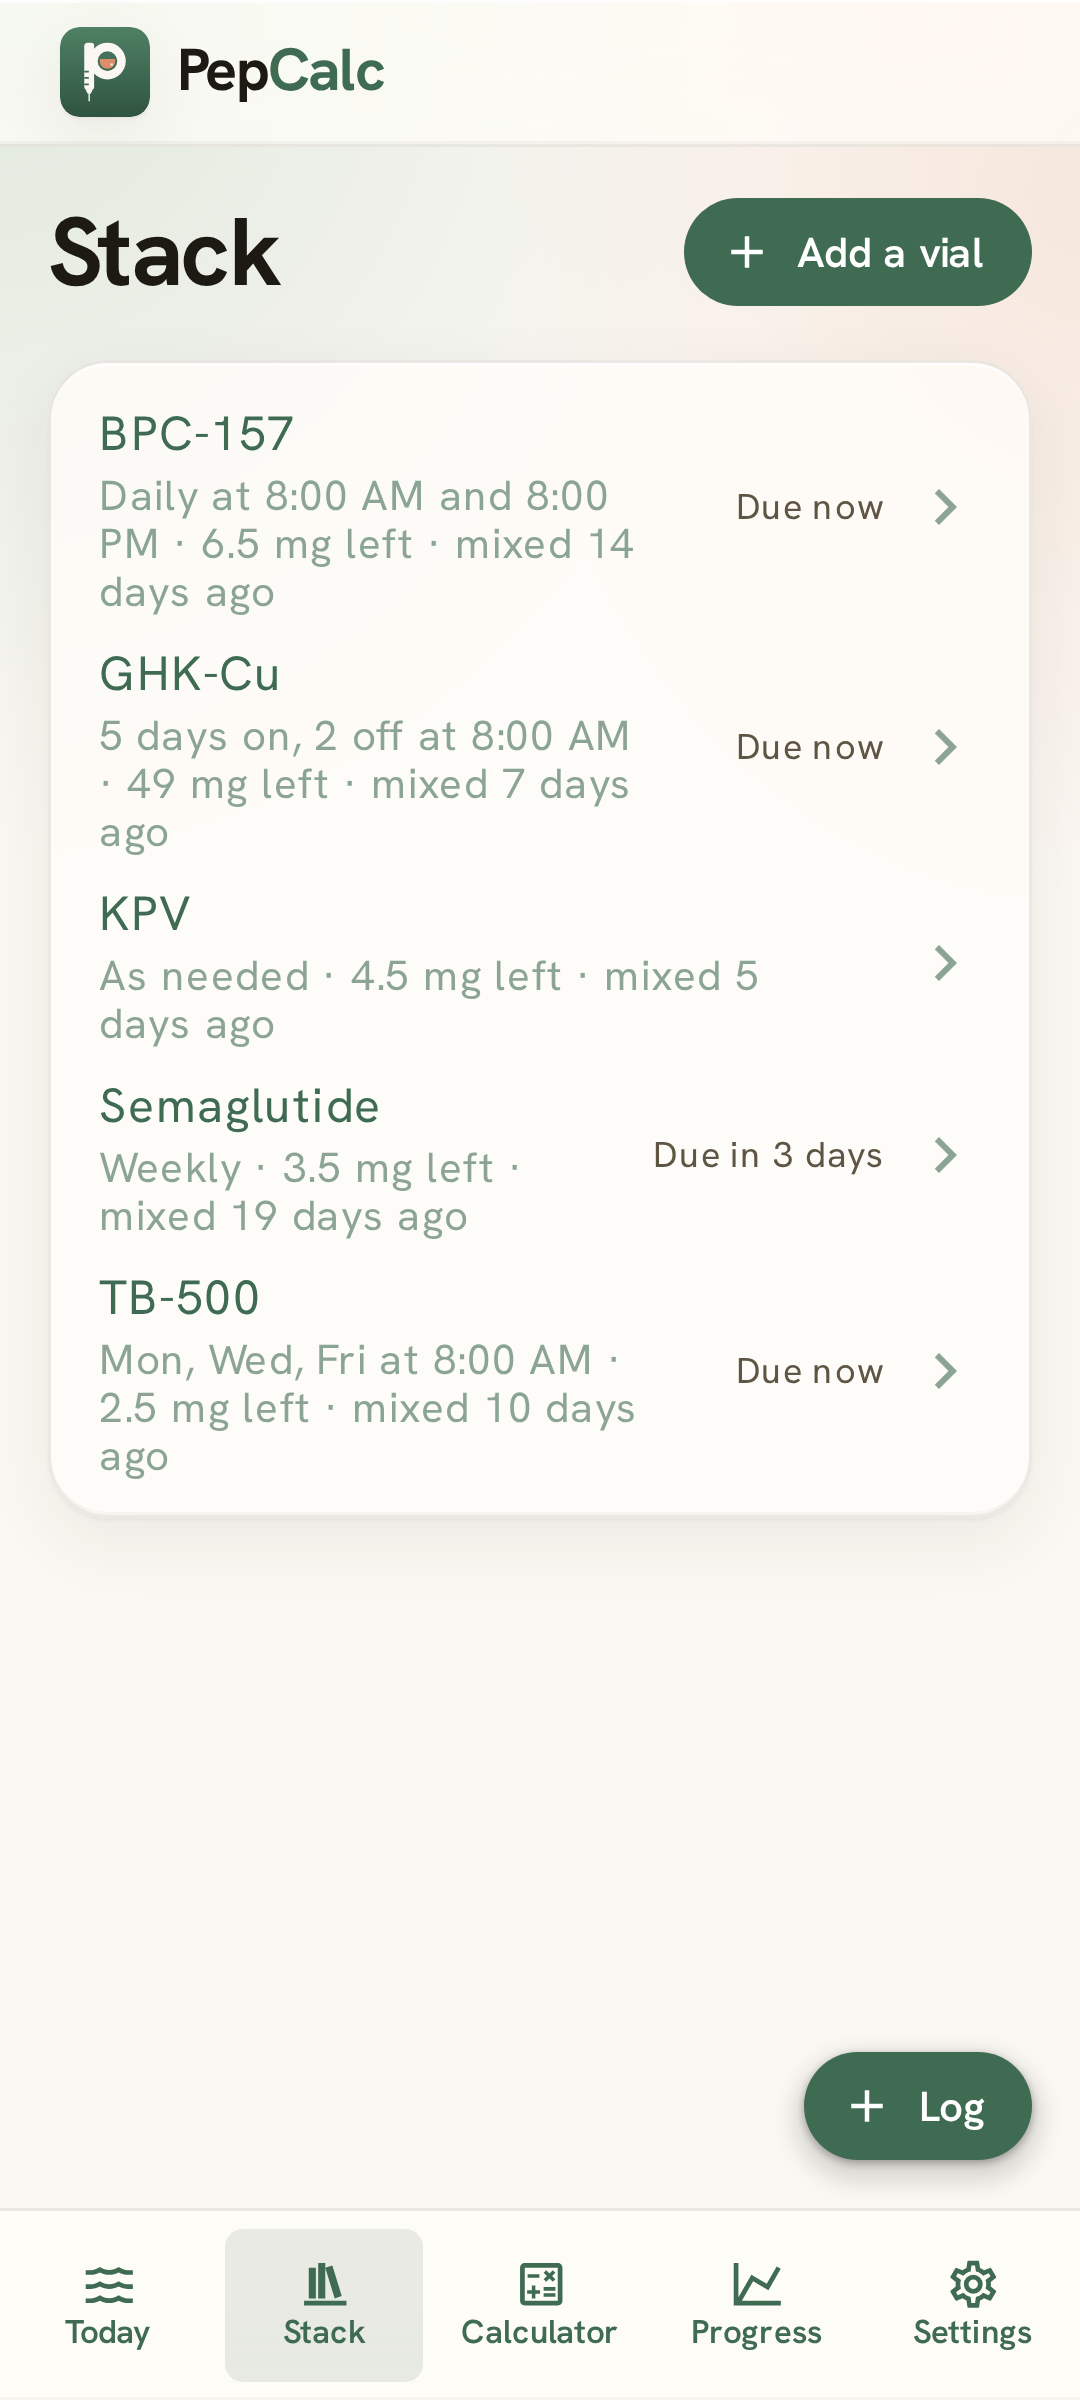 PepCalc
Stack
+ Add a vial
BPC-157
Daily at 8:00 AM and 8:00
PM · 6.5 mg left · mixed 14
days ago
Due now
GHK-Cu
5 days on, 2 off at 8:00 AM
· 49 mg left · mixed 7 days
ago
Due now
KPV
As needed · 4.5 mg left · mixed 5
days ago
Semaglutide
Weekly · 3.5 mg left ·
mixed 19 days ago
Due in 3 days
TB-500
Mon, Wed, Fri at 8:00 AM ·
2.5 mg left · mixed 10 days
ago
Due now
+ Log
Today
Stack
Calculator
Progress
Settings